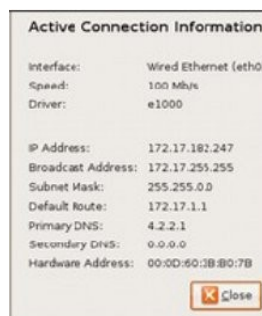 Active Connection Information
Interface: Wired Ethernet (eth0
Speed: 100 Mb/s
Driver: e1000
IP Address: 172.17.182.247
Broadcast Address: 172.17.255.255
Subnet Mask: 255.255.0.0
Default Route: 172.17.1.1
Primary DNS: 4.2.2.1
Secondary DNS: 0.0.0.0
Hardware Address: 00:0D:60:3B:B0:7B
Close